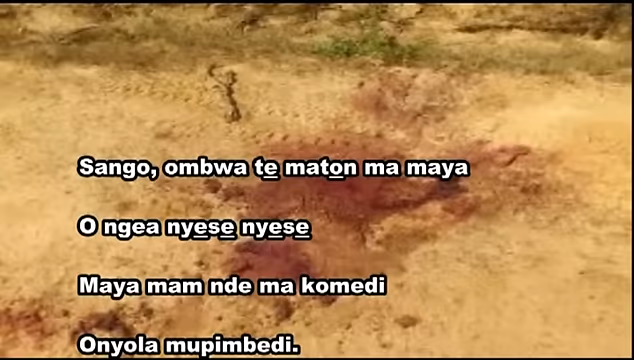 Sango, ombwa te̲ mato̲n ma maya
O ngea nye̲se̲ nye̲se̲
Maya mam nde ma komedi
Onyola mupimbedi.